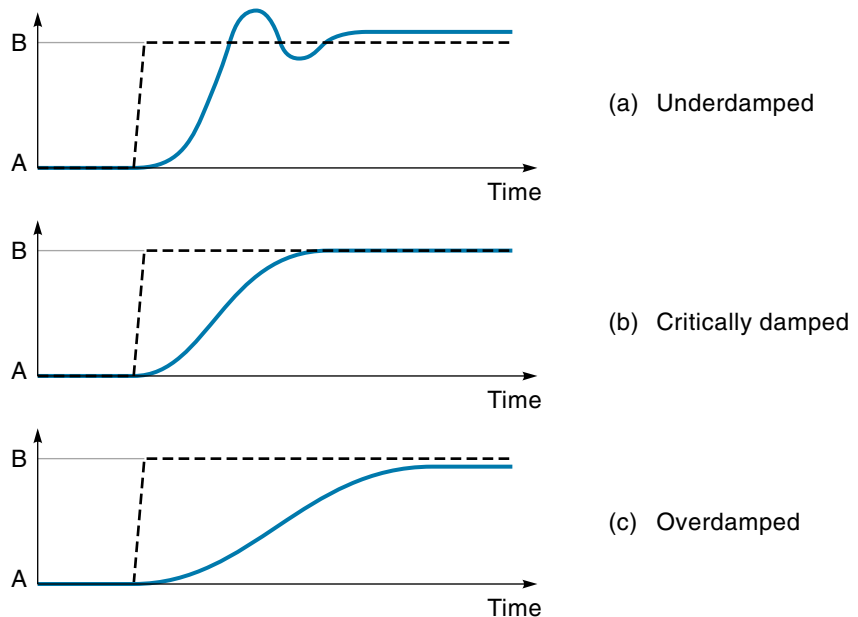 B
A
Time
(a) Underdamped
B
A
Time
(b) Critically damped
B
A
Time
(c) Overdamped